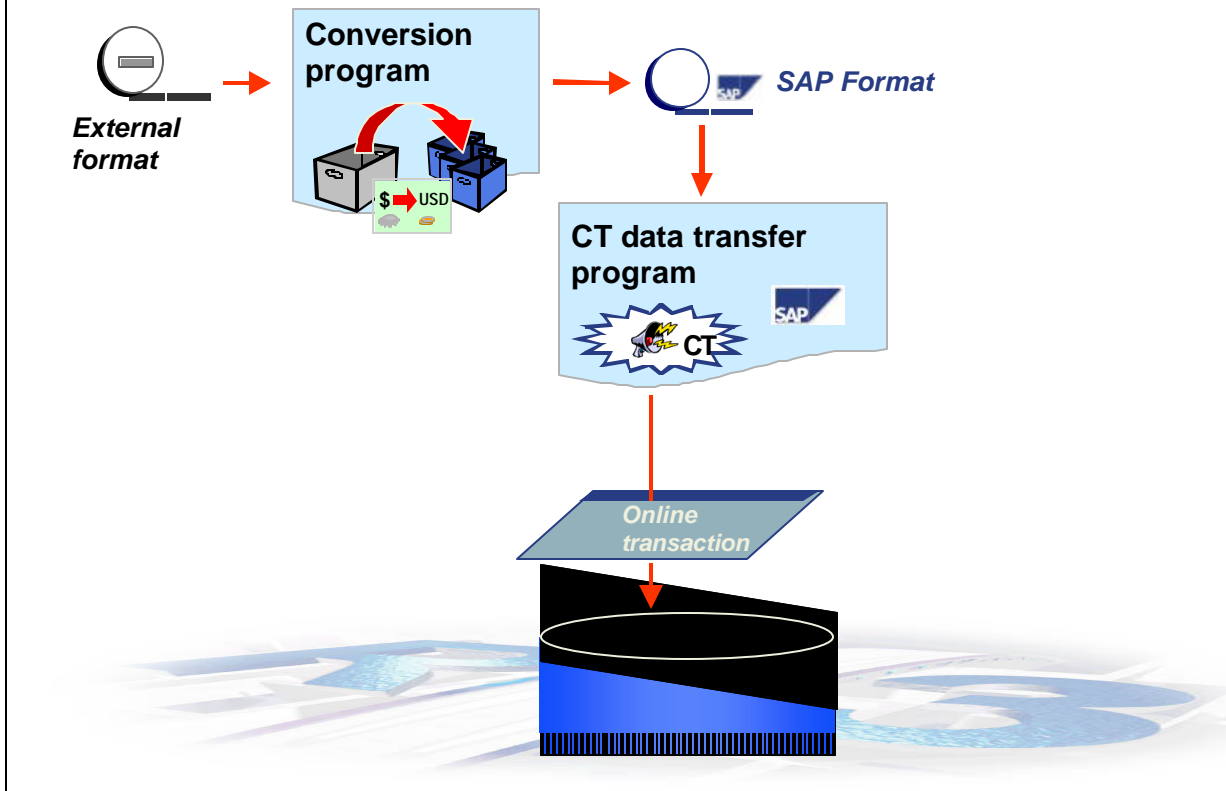 Conversion
program
External
format
$ USD
SAP
SAP Format
CT data transfer
program
SAP
CT
Online
transaction